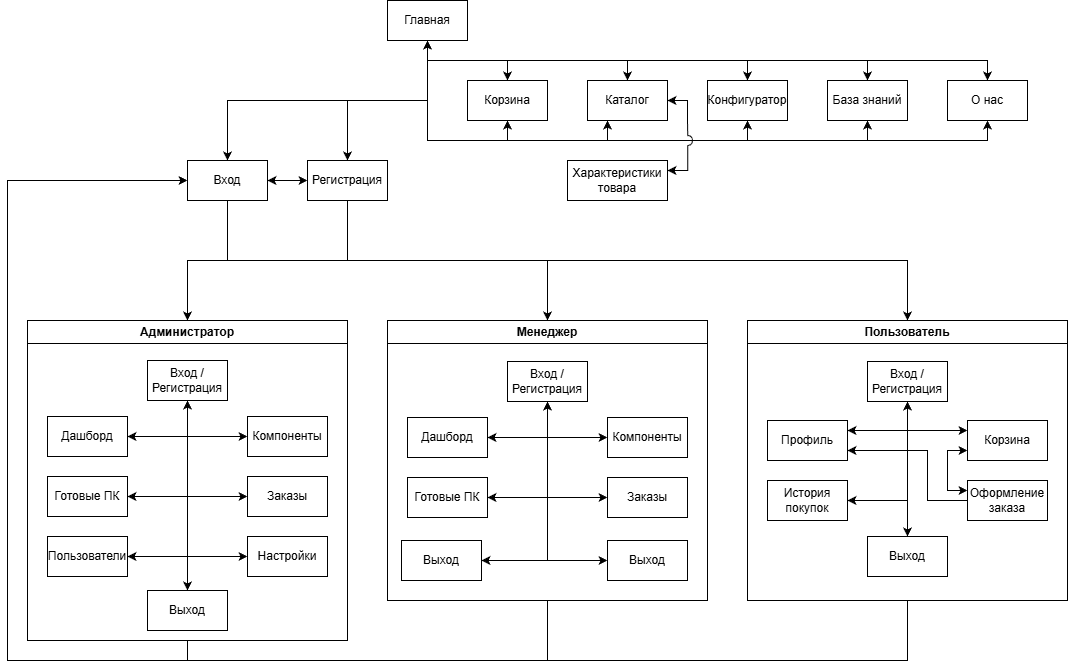 Главная
Корзина
Каталог
Конфигуратор
База знаний
О нас
Вход
Регистрация
Характеристики
товара
Администратор
Вход /
Регистрация
Дашборд
Компоненты
Готовые ПК
Заказы
Пользователи
Настройки
Выход
Менеджер
Вход /
Регистрация
Дашборд
Компоненты
Готовые ПК
Заказы
Выход
Выход
Пользователь
Вход /
Регистрация
Профиль
Корзина
История
покупок
Оформление
заказа
Выход